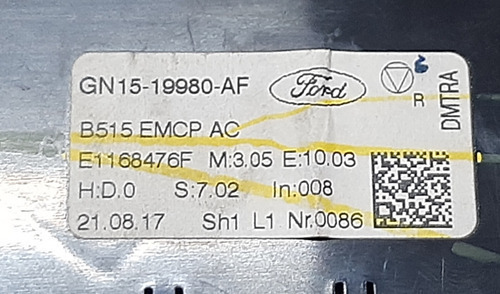 GN15-19980-AF Ford R
B515 EMCP AC
E1168476F M:3.05 E:10.03
H:D.0 S:7.02 In:008
21.08.17 Sh1 L1 Nr.0086
DMTRA